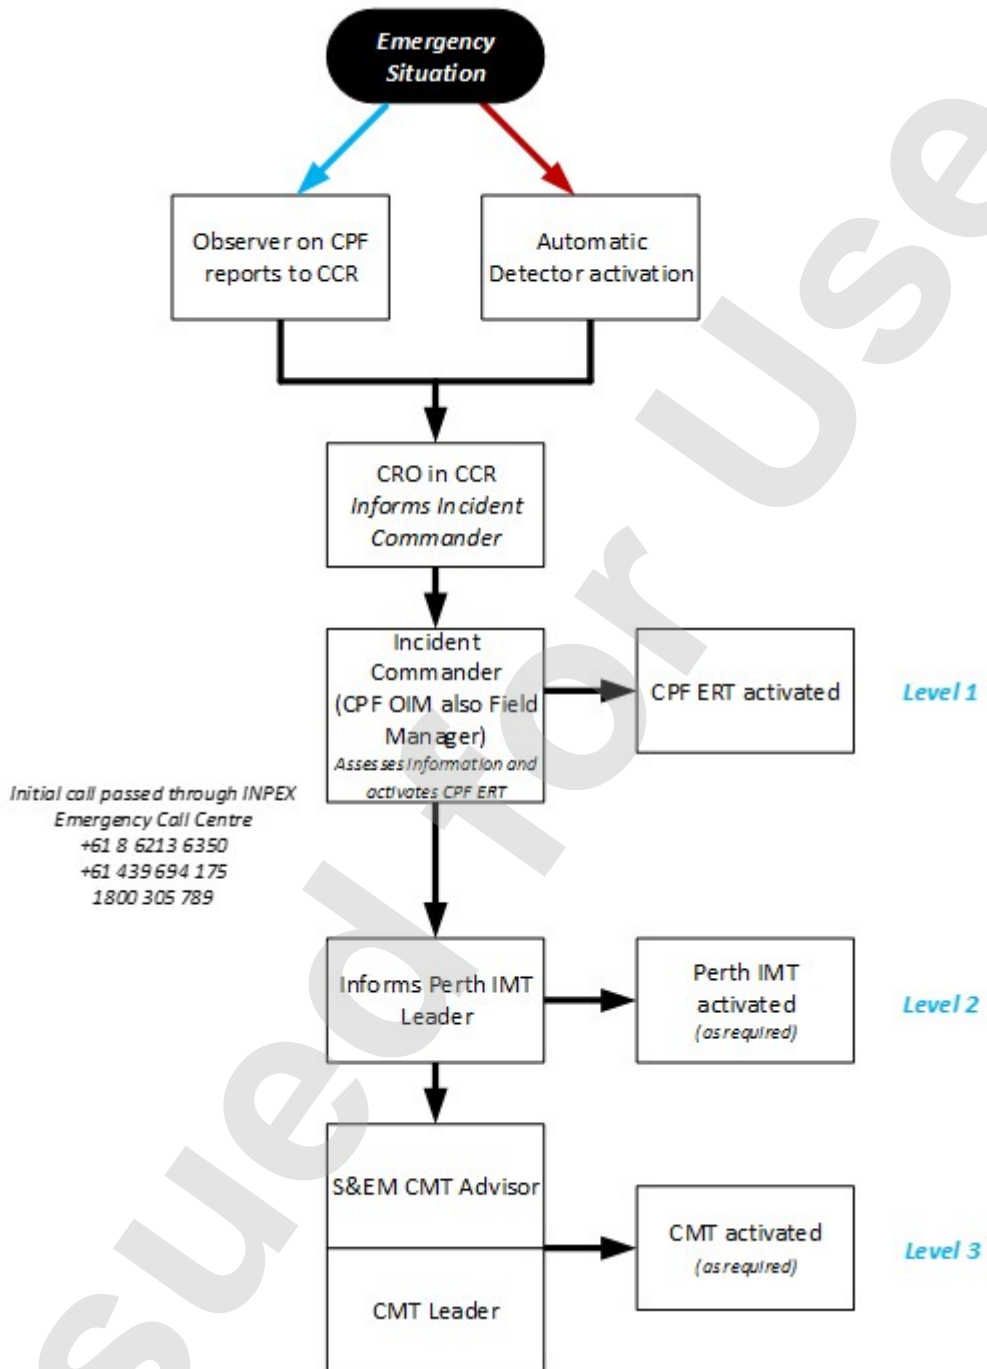 Emergency
Situation
Observer on CPF
reports to CCR
Automatic
Detector activation
CRO in CCR
Informs Incident
Commander
Incident
Commander
(CPF OIM also Field
Manager)
Assesses information and
activates CPF ERT
CPF ERT activated
Level 1
Initial call passed through INPEX
Emergency Call Centre
+61 8 6213 6350
+61 439 694 175
1800 305 789
Informs Perth IMT
Leader
Perth IMT
activated
(as required)
Level 2
S&EM CMT Advisor
CMT Leader
CMT activated
(as required)
Level 3
sued for Use